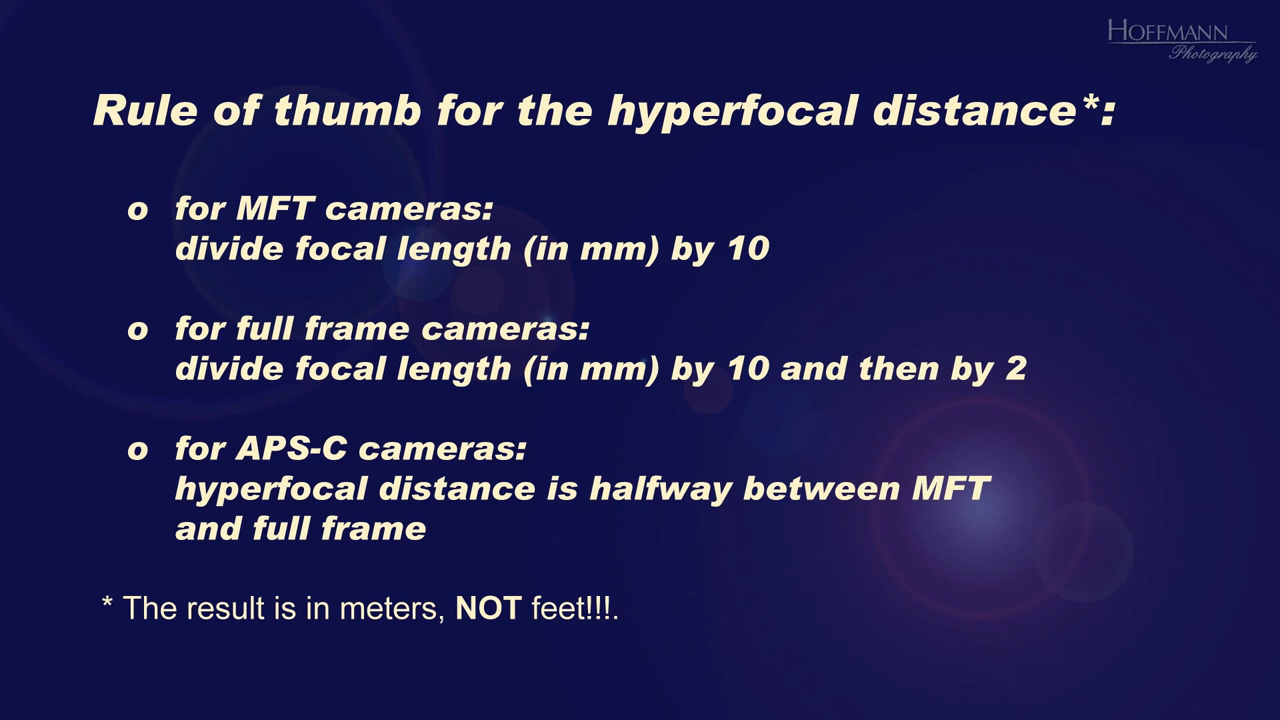 HOFFMANN
Photography
Rule of thumb for the hyperfocal distance*:
o for MFT cameras:
divide focal length (in mm) by 10
o for full frame cameras:
divide focal length (in mm) by 10 and then by 2
o for APS-C cameras:
hyperfocal distance is halfway between MFT
and full frame
* The result is in meters, NOT feet!!!.